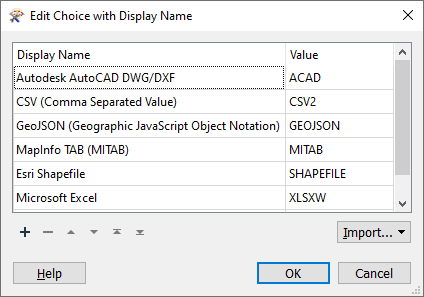 Edit Choice with Display Name
Display Name Value
Autodesk AutoCAD DWG/DXF ACAD
CSV (Comma Separated Value) CSV2
GeoJSON (Geographic JavaScript Object Notation) GEOJSON
MapInfo TAB (MITAB) MITAB
Esri Shapefile SHAPEFILE
Microsoft Excel XLSXW
Import...
Help OK Cancel